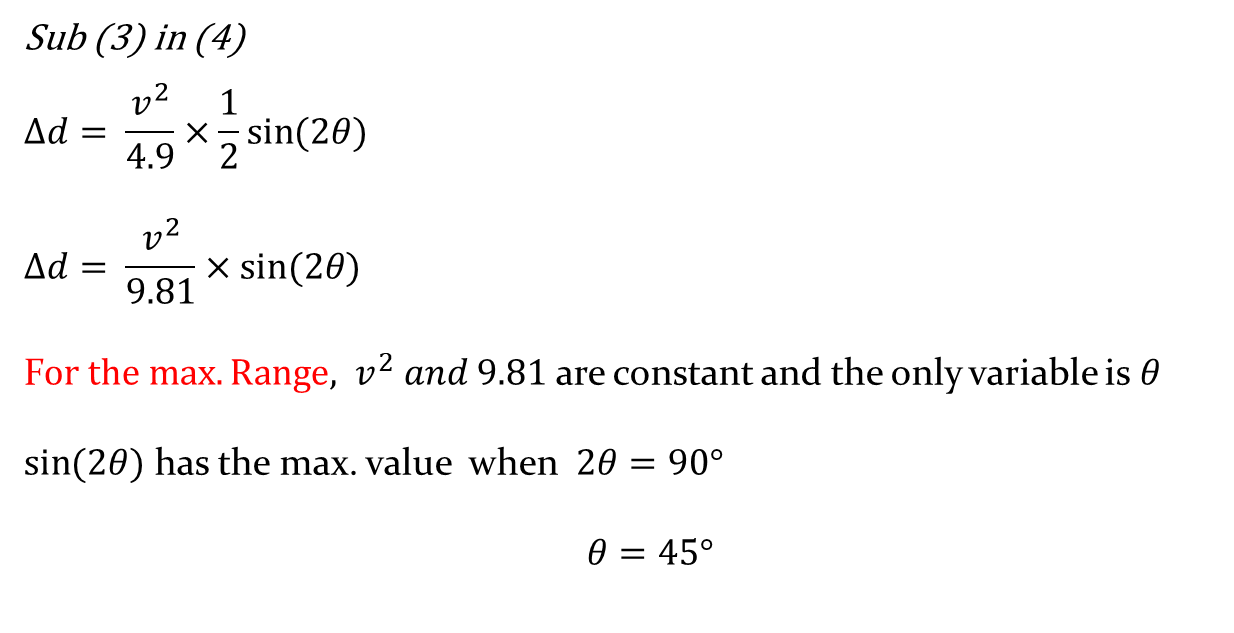 Sub (3) in (4)
Δd = v²/4.9 × 1/2 sin(2θ)
Δd = v²/9.81 × sin(2θ)
For the max. Range, v² and 9.81 are constant and the only variable is θ
sin(2θ) has the max. value when 2θ = 90°
θ = 45°